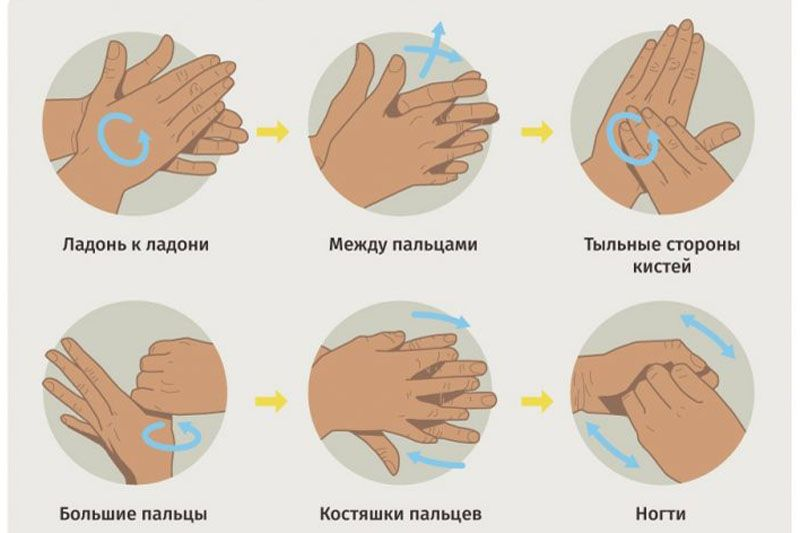 Ладонь к ладони
Между пальцами
Тыльные стороны
кистей
Большие пальцы
Костяшки пальцев
Ногти